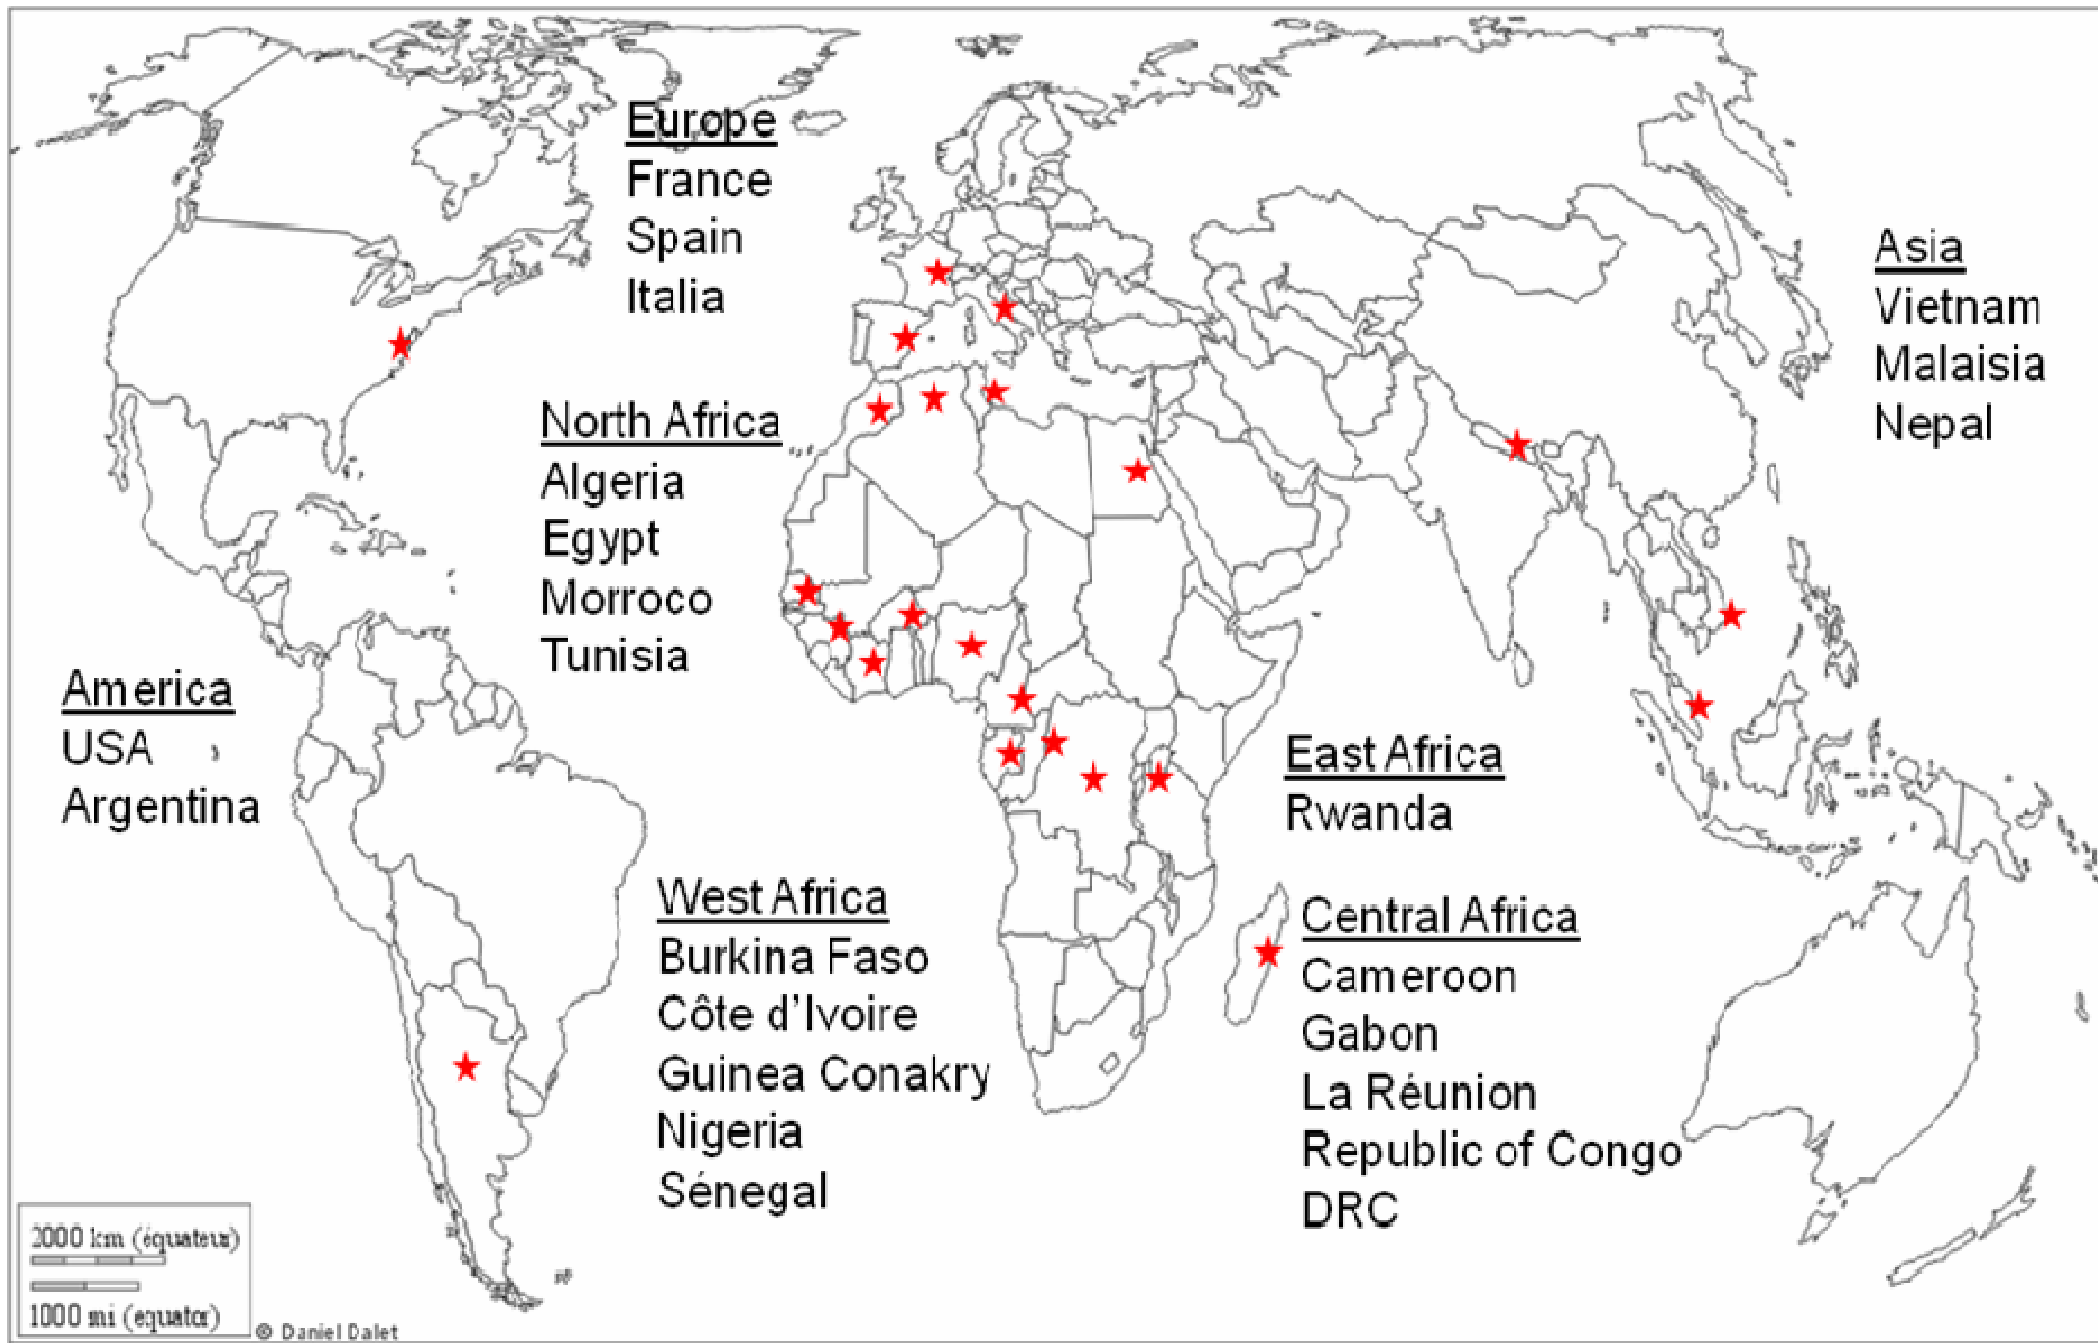 Europe
France
Spain
Italia
Asia
Vietnam
Malaisia
Nepal
North Africa
Algeria
Egypt
Morroco
Tunisia
America
USA
Argentina
East Africa
Rwanda
West Africa
Burkina Faso
Côte d'Ivoire
Guinea Conakry
Nigeria
Sénegal
Central Africa
Cameroon
Gabon
La Réunion
Republic of Congo
DRC
2000 km (équateur)
1000 mi (equator)
© Daniel Dalet